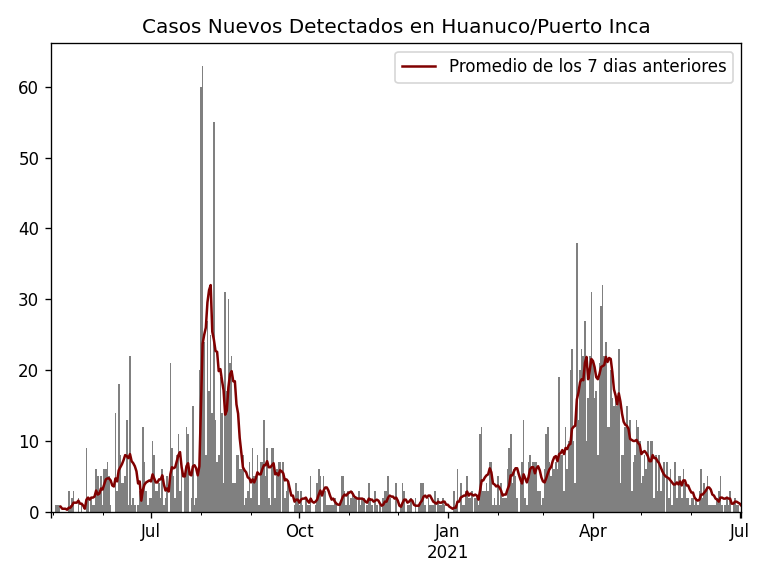 Casos Nuevos Detectados en Huanuco/Puerto Inca
Promedio de los 7 dias anteriores
60
50
40
30
20
10
0
Jul Oct Jan Apr Jul
2021